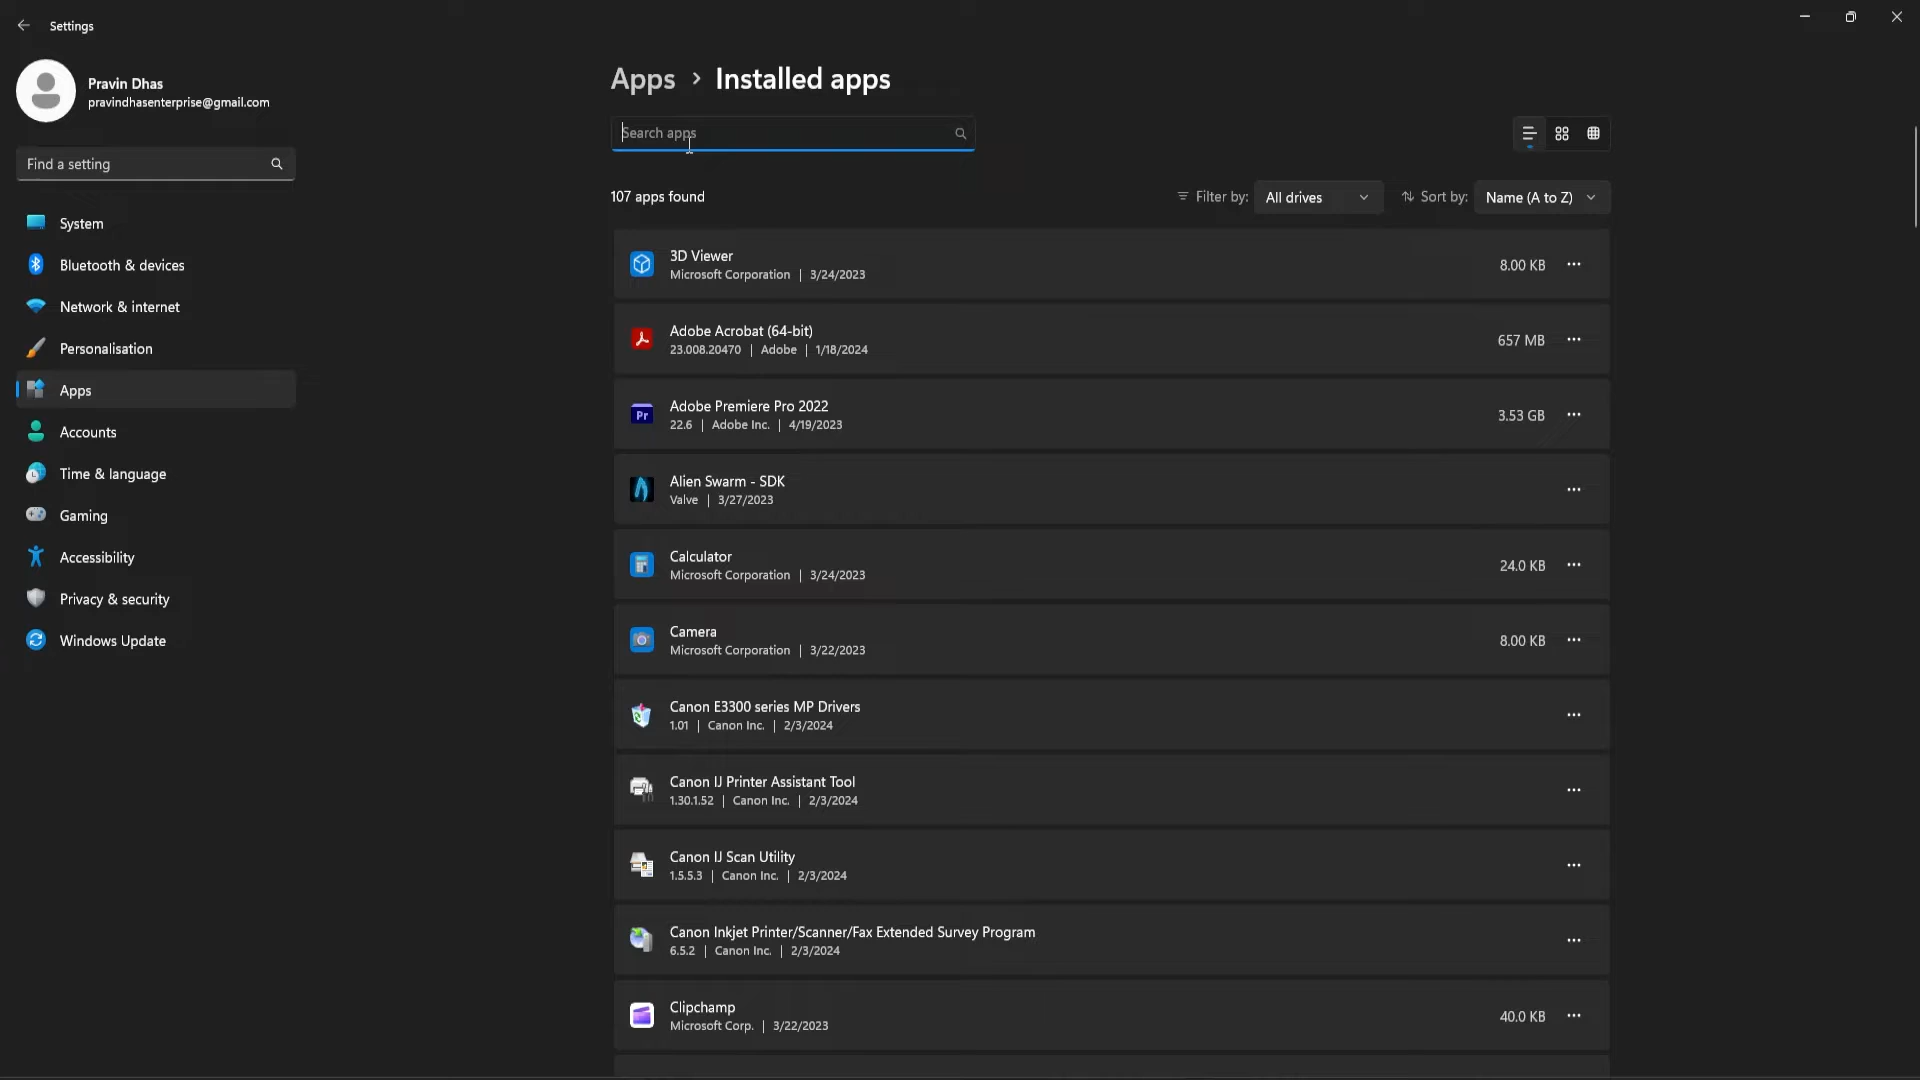 Settings
Pravin Dhas
pravindhasenterprise@gmail.com
Find a setting
System
Bluetooth & devices
Network & internet
Personalisation
Apps
Accounts
Time & language
Gaming
Accessibility
Privacy & security
Windows Update
Apps > Installed apps
Search apps
107 apps found
Filter by: All drives
Sort by: Name (A to Z)
3D Viewer
Microsoft Corporation | 3/24/2023
8.00 KB
Adobe Acrobat (64-bit)
23.008.20470 | Adobe | 1/18/2024
657 MB
Adobe Premiere Pro 2022
22.6 | Adobe Inc. | 4/19/2023
3.53 GB
Pr
Alien Swarm - SDK
Valve | 3/27/2023
Calculator
Microsoft Corporation | 3/24/2023
24.0 KB
Camera
Microsoft Corporation | 3/22/2023
8.00 KB
Canon E3300 series MP Drivers
1.01 | Canon Inc. | 2/3/2024
Canon IJ Printer Assistant Tool
1.30.1.52 | Canon Inc. | 2/3/2024
Canon IJ Scan Utility
1.5.5.3 | Canon Inc. | 2/3/2024
Canon Inkjet Printer/Scanner/Fax Extended Survey Program
6.5.2 | Canon Inc. | 2/3/2024
Clipchamp
Microsoft Corp. | 3/22/2023
40.0 KB